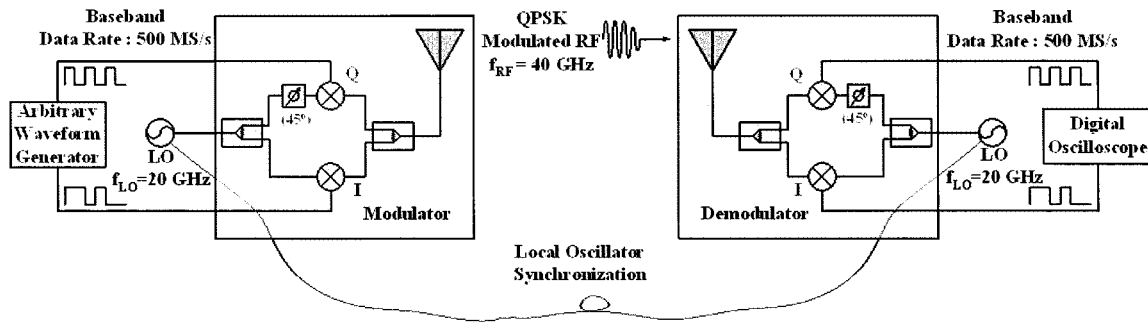 Baseband
Data Rate : 500 MS/s
Arbitrary
Waveform
Generator
LO
f_LO=20 GHz
Q
(45°)
I
Modulator
QPSK
Modulated RF
f_RF = 40 GHz
Local Oscillator
Synchronization
Baseband
Data Rate : 500 MS/s
Q
(45°)
I
Demodulator
LO
f_LO=20 GHz
Digital
Oscilloscope